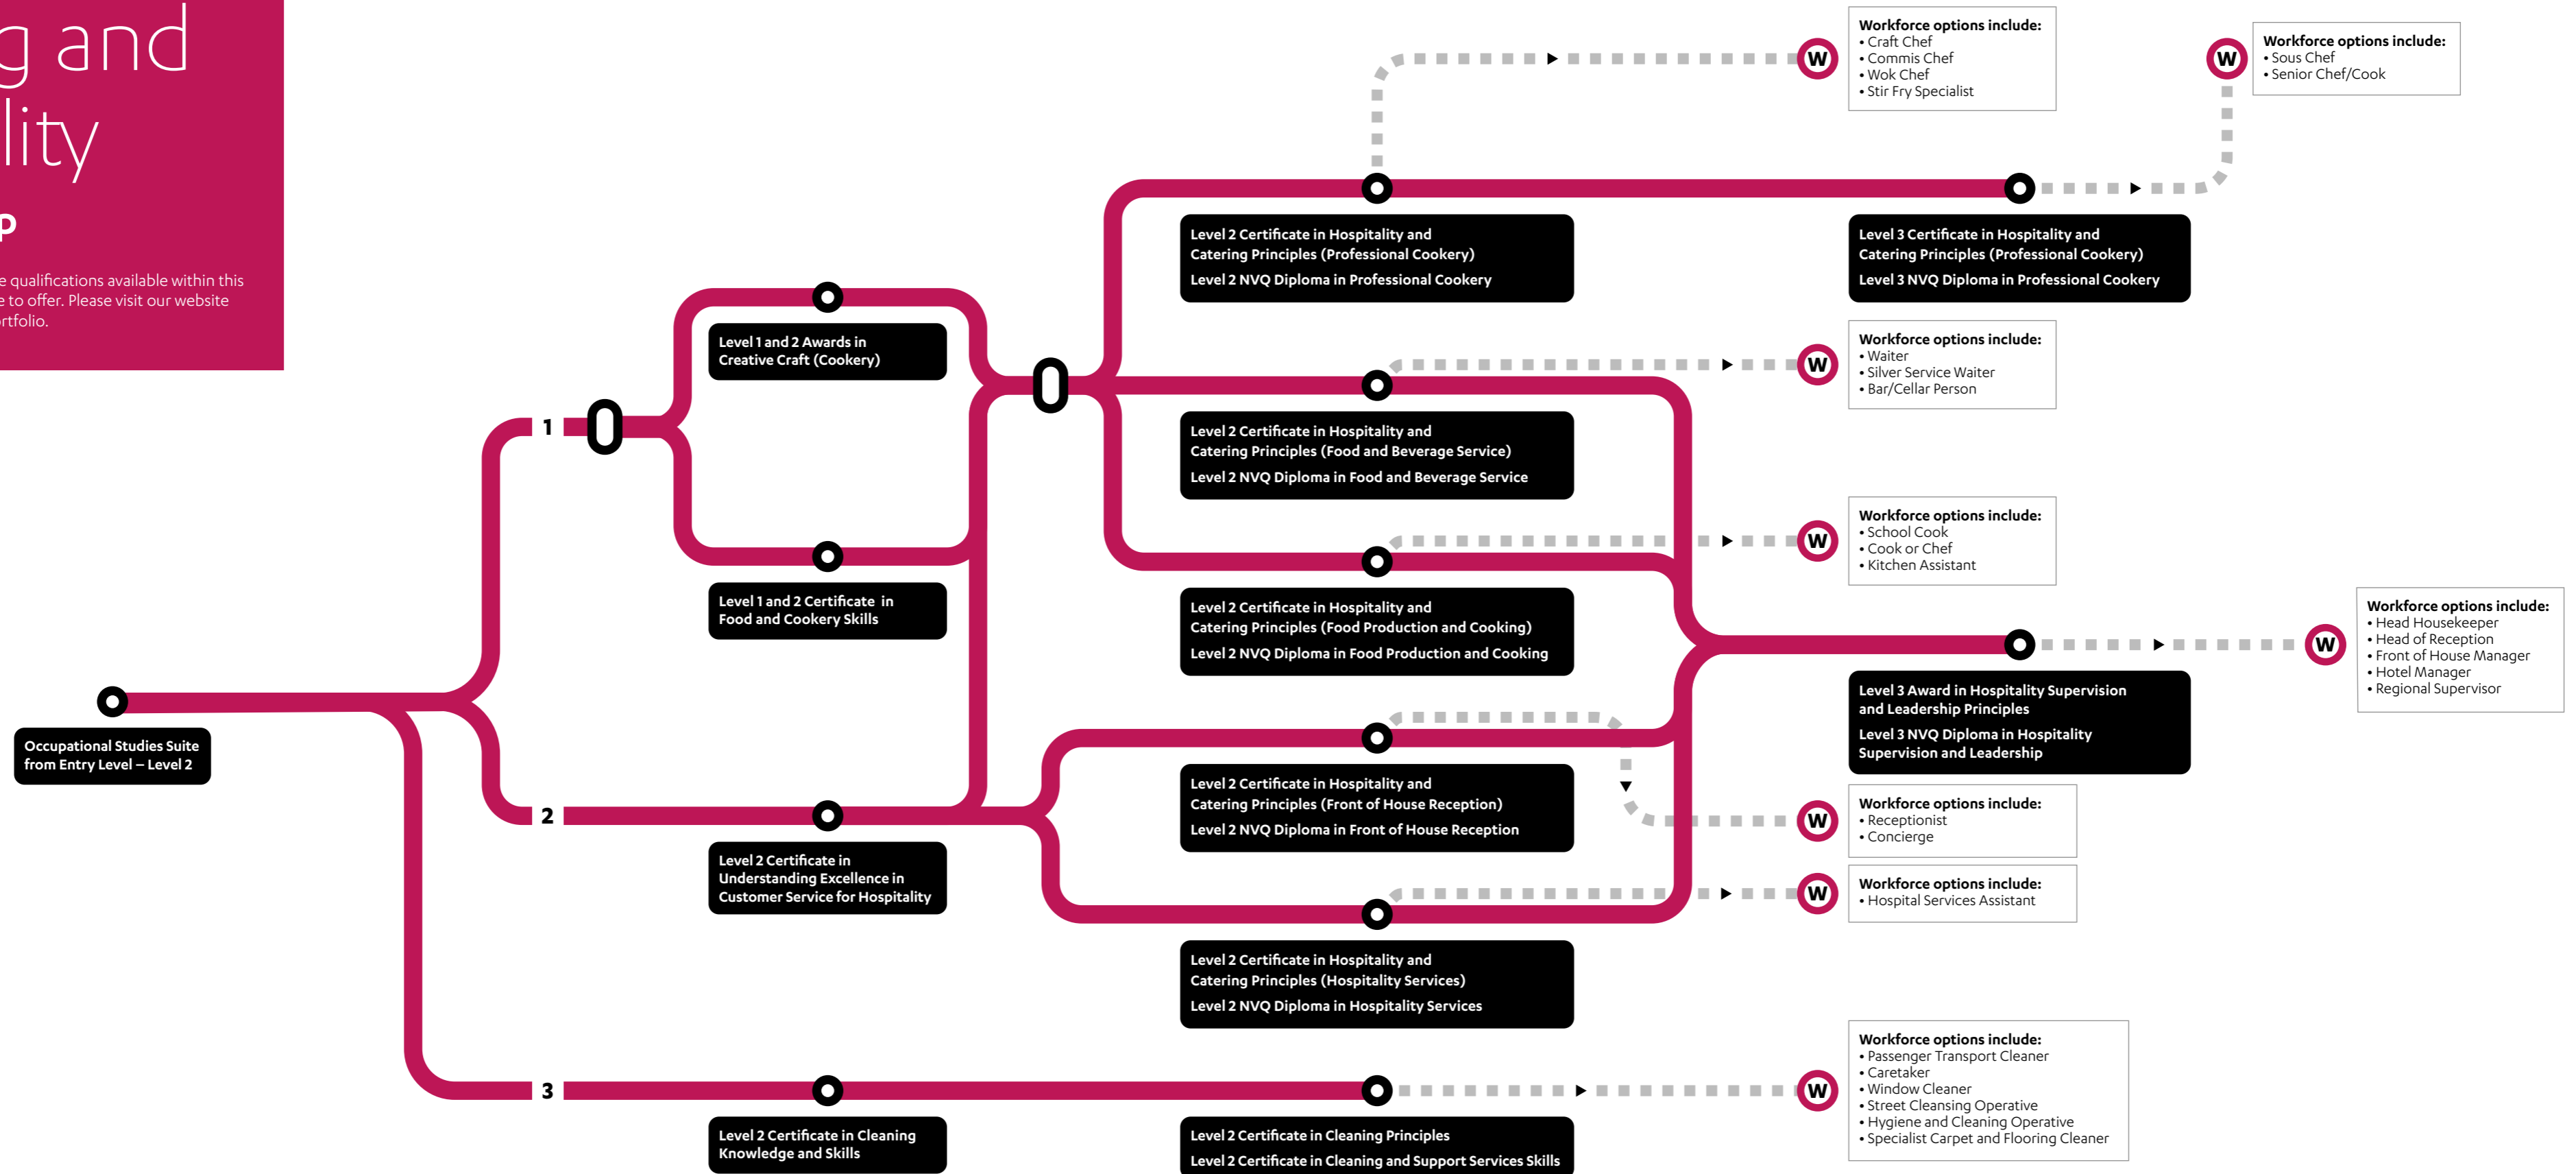 g and
lity
p
e qualifications available within this
e to offer. Please visit our website
rtfolio.
Workforce options include:
• Craft Chef
• Commis Chef
• Wok Chef
• Stir Fry Specialist
W
Workforce options include:
• Sous Chef
• Senior Chef/Cook
W
Level 2 Certificate in Hospitality and
Catering Principles (Professional Cookery)
Level 2 NVQ Diploma in Professional Cookery
Level 3 Certificate in Hospitality and
Catering Principles (Professional Cookery)
Level 3 NVQ Diploma in Professional Cookery
Level 1 and 2 Awards in
Creative Craft (Cookery)
W
Workforce options include:
• Waiter
• Silver Service Waiter
• Bar/Cellar Person
1
Level 2 Certificate in Hospitality and
Catering Principles (Food and Beverage Service)
Level 2 NVQ Diploma in Food and Beverage Service
W
Workforce options include:
• School Cook
• Cook or Chef
• Kitchen Assistant
Level 1 and 2 Certificate in
Food and Cookery Skills
Level 2 Certificate in Hospitality and
Catering Principles (Food Production and Cooking)
Level 2 NVQ Diploma in Food Production and Cooking
W
Workforce options include:
• Head Housekeeper
• Head of Reception
• Front of House Manager
• Hotel Manager
• Regional Supervisor
Level 3 Award in Hospitality Supervision
and Leadership Principles
Level 3 NVQ Diploma in Hospitality
Supervision and Leadership
Occupational Studies Suite
from Entry Level – Level 2
Level 2 Certificate in Hospitality and
Catering Principles (Front of House Reception)
Level 2 NVQ Diploma in Front of House Reception
W
Workforce options include:
• Receptionist
• Concierge
2
Level 2 Certificate in
Understanding Excellence in
Customer Service for Hospitality
W
Workforce options include:
• Hospital Services Assistant
Level 2 Certificate in Hospitality and
Catering Principles (Hospitality Services)
Level 2 NVQ Diploma in Hospitality Services
3
W
Workforce options include:
• Passenger Transport Cleaner
• Caretaker
• Window Cleaner
• Street Cleansing Operative
• Hygiene and Cleaning Operative
• Specialist Carpet and Flooring Cleaner
Level 2 Certificate in Cleaning
Knowledge and Skills
Level 2 Certificate in Cleaning Principles
Level 2 Certificate in Cleaning and Support Services Skills